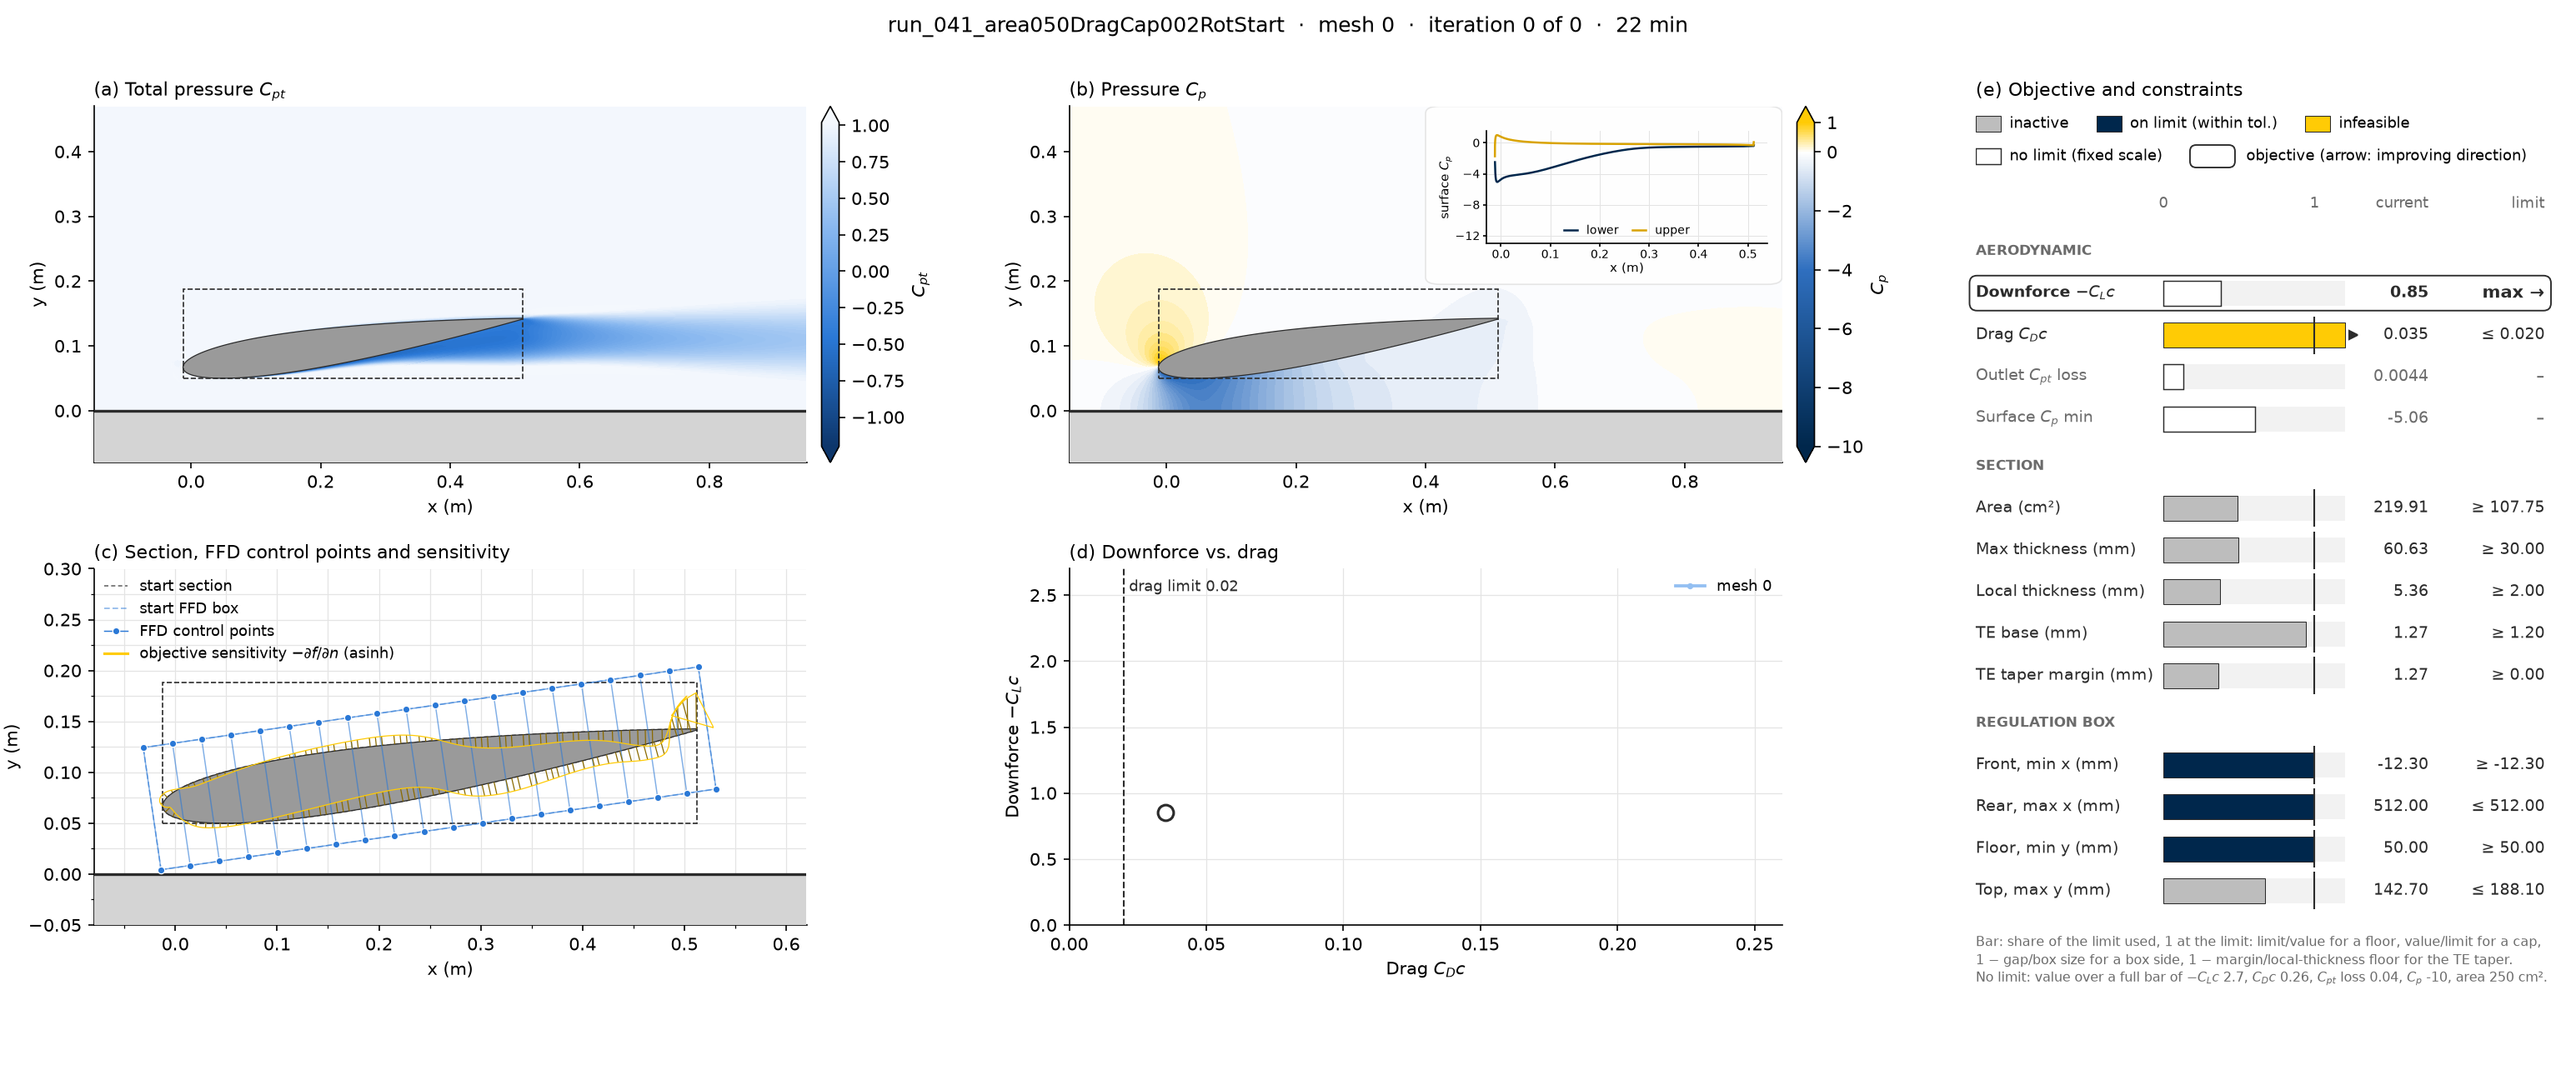 run_041_area050DragCap002RotStart · mesh 0 · iteration 0 of 0 · 22 min
(a) Total pressure Cpt
0.4
0.3
0.2
0.1
0.0
y (m)
0.0 0.2 0.4 0.6 0.8
x (m)
1.00
0.75
0.50
0.25
0.00
−0.25
−0.50
−0.75
−1.00
Cpt
(b) Pressure Cp
0.4
0.3
0.2
0.1
0.0
y (m)
0.0 0.2 0.4 0.6 0.8
x (m)
0
−4
−8
−12
surface Cp
lower upper
0.0 0.1 0.2 0.3 0.4 0.5
x (m)
1
0
−2
−4
−6
−8
−10
Cp
(c) Section, FFD control points and sensitivity
start section
start FFD box
FFD control points
objective sensitivity −∂f/∂n (asinh)
0.30
0.25
0.20
0.15
0.10
0.05
0.00
−0.05
y (m)
0.0 0.1 0.2 0.3 0.4 0.5 0.6
x (m)
(d) Downforce vs. drag
drag limit 0.02
mesh 0
2.5
2.0
1.5
1.0
0.5
0.0
Downforce −CLc
0.00 0.05 0.10 0.15 0.20 0.25
Drag CDc
(e) Objective and constraints
inactive on limit (within tol.) infeasible
no limit (fixed scale) objective (arrow: improving direction)
0 1 current limit
AERODYNAMIC
Downforce −CLc 0.85 max →
Drag CDc 0.035 ≤ 0.020
Outlet Cpt loss 0.0044 –
Surface Cp min -5.06 –
SECTION
Area (cm²) 219.91 ≥ 107.75
Max thickness (mm) 60.63 ≥ 30.00
Local thickness (mm) 5.36 ≥ 2.00
TE base (mm) 1.27 ≥ 1.20
TE taper margin (mm) 1.27 ≥ 0.00
REGULATION BOX
Front, min x (mm) -12.30 ≥ -12.30
Rear, max x (mm) 512.00 ≤ 512.00
Floor, min y (mm) 50.00 ≥ 50.00
Top, max y (mm) 142.70 ≤ 188.10
Bar: share of the limit used, 1 at the limit: limit/value for a floor, value/limit for a cap,
1 − gap/box size for a box side, 1 − margin/local-thickness floor for the TE taper.
No limit: value over a full bar of −CLc 2.7, CDc 0.26, Cpt loss 0.04, Cp -10, area 250 cm².